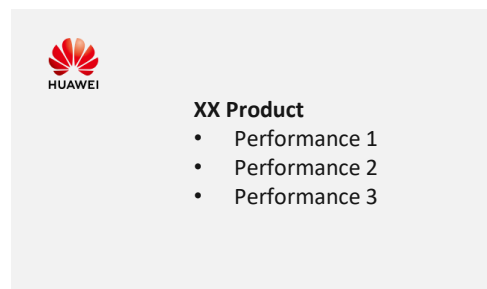 HUAWEI
XX Product
• Performance 1
• Performance 2
• Performance 3